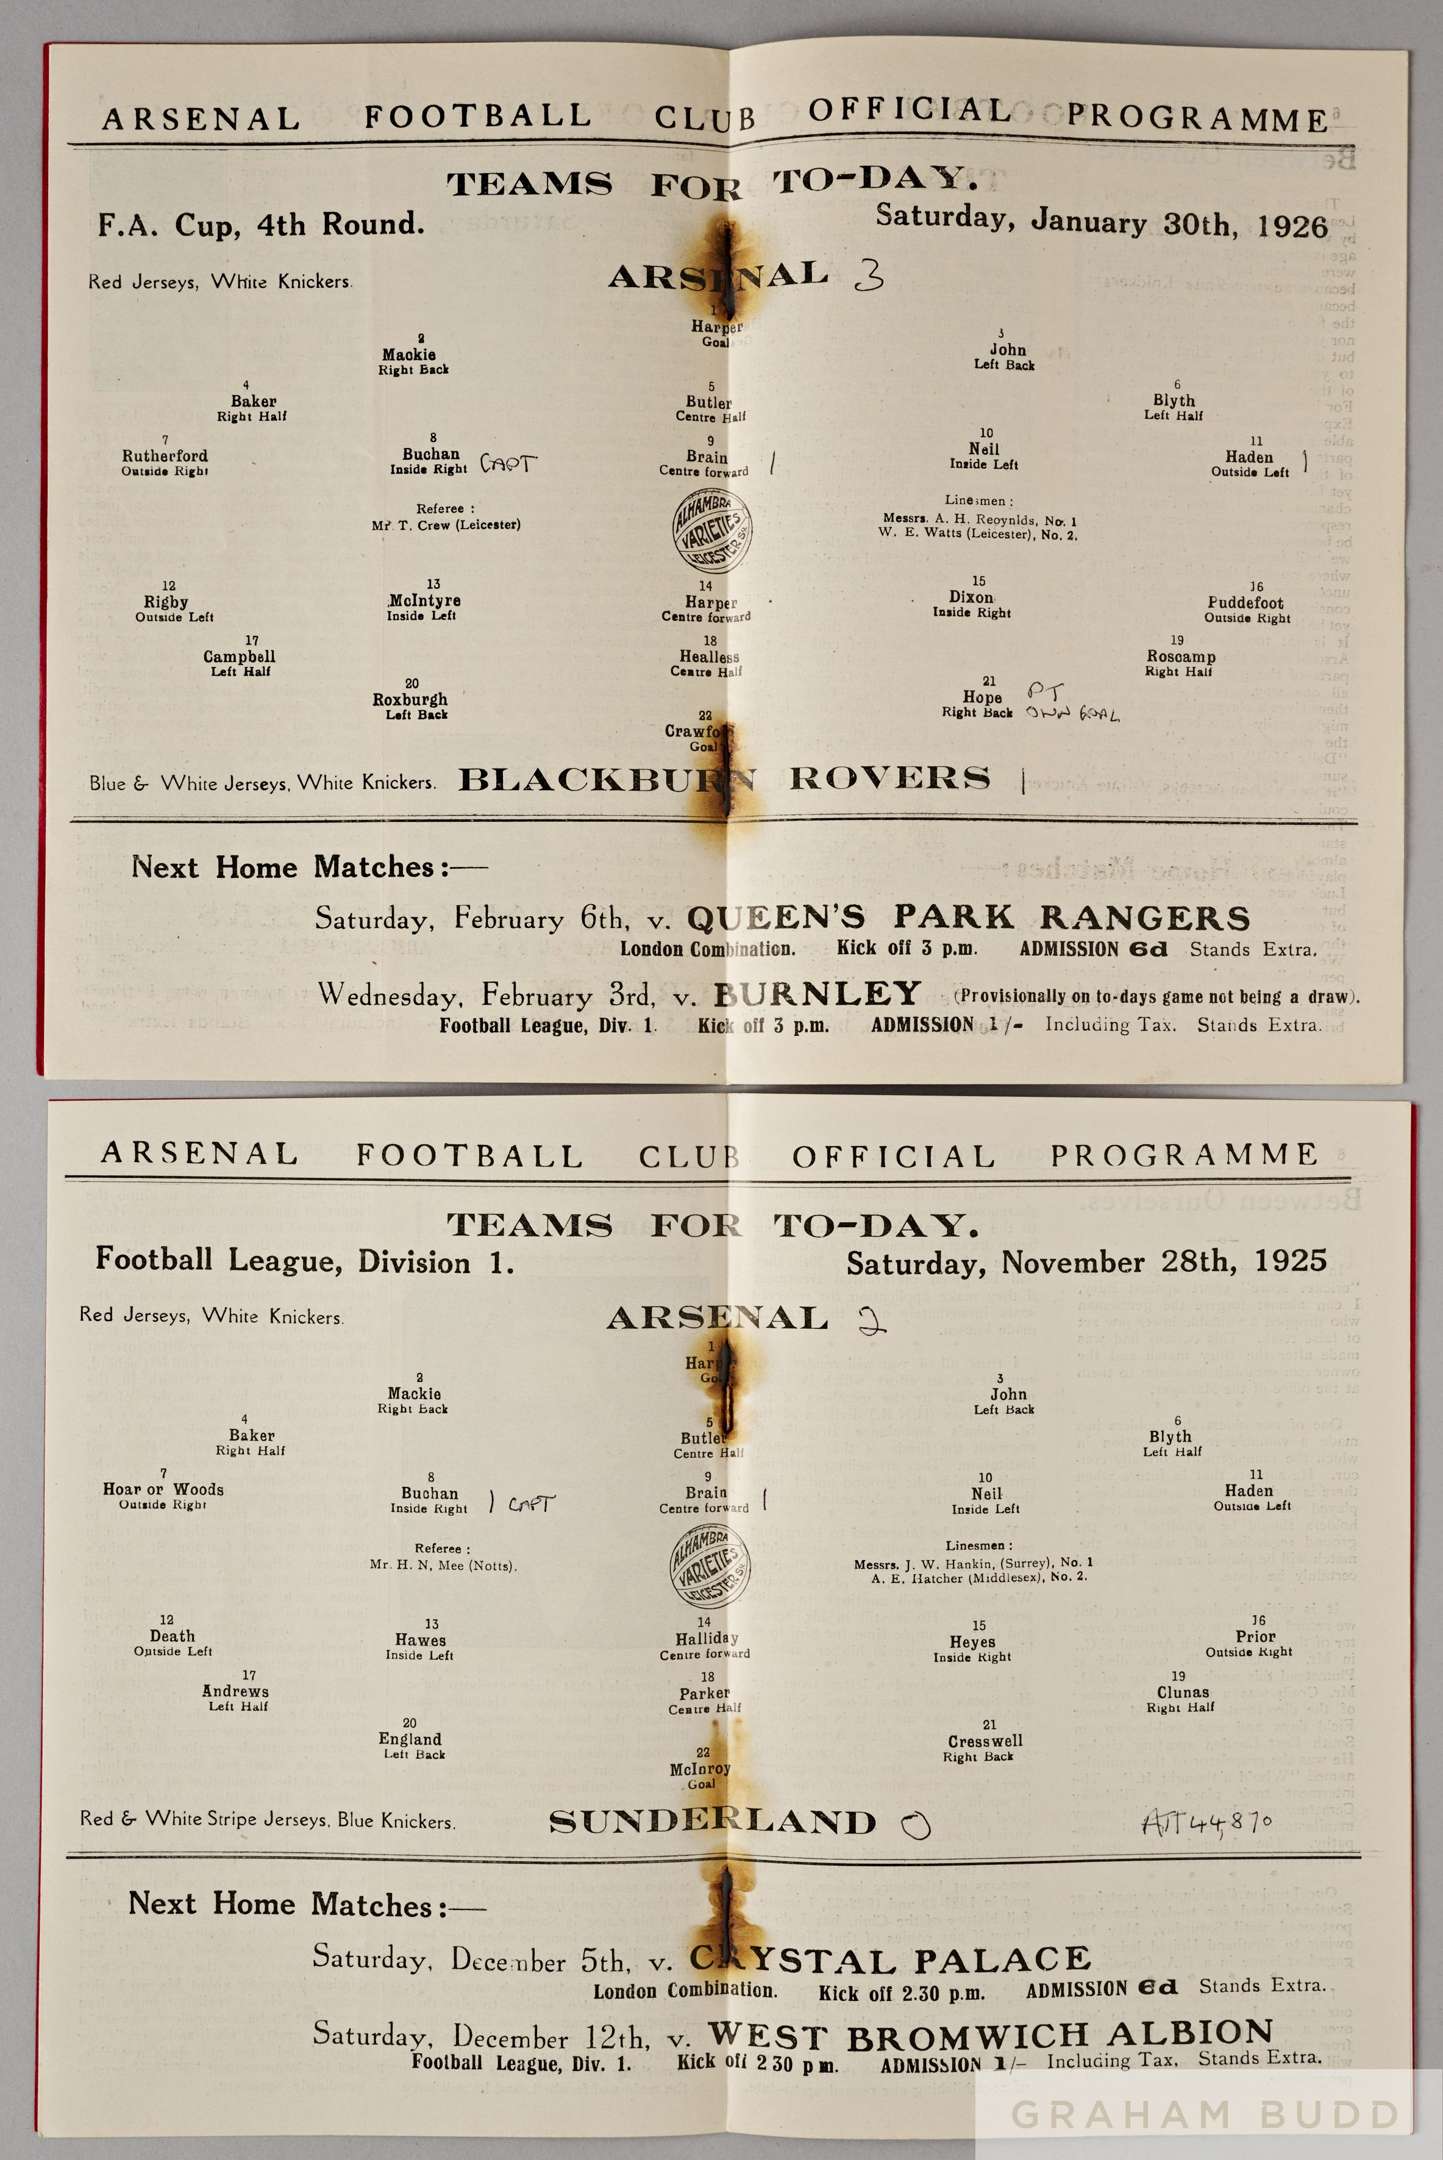 ARSENAL FOOTBALL CLUB OFFICIAL PROGRAMME
TEAMS FOR TO-DAY.
F.A. Cup, 4th Round. Saturday, January 30th, 1926
Red Jerseys, White Knickers. ARSENAL 3
1
Harper
Goal
2 3
Mackie John
Right Back Left Back
4 5 6
Baker Butler Blyth
Right Half Centre Half Left Half
7 8 9 10 11
Rutherford Buchan Brain Neil Haden
Outside Right Inside Right CAPT Centre forward 1 Inside Left Outside Left 1
Referee : Linesmen :
Mr. T. Crew (Leicester) Messrs. A. H. Reoynlds, No. 1
W. E. Watts (Leicester), No. 2.
ALHAMBRA
VARIETIES
LEICESTER SQ.
12 13 14 15 16
Rigby McIntyre Harper Dixon Puddefoot
Outside Left Inside Left Centre forward Inside Right Outside Right
17 18 19
Campbell Healless Roscamp
Left Half Centre Half Right Half
20 21
Roxburgh Hope PT
Left Back Right Back OWN GOAL
22
Crawfo
Goal
Blue & White Jerseys, White Knickers. BLACKBURN ROVERS 1
Next Home Matches:—
Saturday, February 6th, v. QUEEN'S PARK RANGERS
London Combination. Kick off 3 p.m. ADMISSION 6d Stands Extra.
Wednesday, February 3rd, v. BURNLEY (Provisionally on to-days game not being a draw).
Football League, Div. 1. Kick off 3 p.m. ADMISSION 1/- Including Tax. Stands Extra.
ARSENAL FOOTBALL CLUB OFFICIAL PROGRAMME
TEAMS FOR TO-DAY.
Football League, Division 1. Saturday, November 28th, 1925
Red Jerseys, White Knickers. ARSENAL 2
1
Harp
Go
2 3
Mackie John
Right Back Left Back
4 5 6
Baker Butler Blyth
Right Half Centre Half Left Half
7 8 9 10 11
Hoar or Woods Buchan Brain Neil Haden
Outside Right Inside Right 1 CAPT Centre forward 1 Inside Left Outside Left
Referee : Linesmen :
Mr. H. N, Mee (Notts). Messrs. J. W. Hankin, (Surrey), No. 1
A. E. Hatcher (Middlesex), No. 2.
ALHAMBRA
VARIETIES
LEICESTER SQ.
12 13 14 15 16
Death Hawes Halliday Heyes Prior
Outside Left Inside Left Centre forward Inside Right Outside Right
17 18 19
Andrews Parker Clunas
Left Half Centre Half Right Half
20 21
England Cresswell
Left Back Right Back
22
McInroy
Goal
Red & White Stripe Jerseys, Blue Knickers. SUNDERLAND 0 ATT 44,870
Next Home Matches:—
Saturday, December 5th, v. CRYSTAL PALACE
London Combination. Kick off 2.30 p.m. ADMISSION 6d Stands Extra.
Saturday, December 12th, v. WEST BROMWICH ALBION
Football League, Div. 1. Kick off 2 30 p m. ADMISSION 1/- Including Tax. Stands Extra.
GRAHAM BUDD